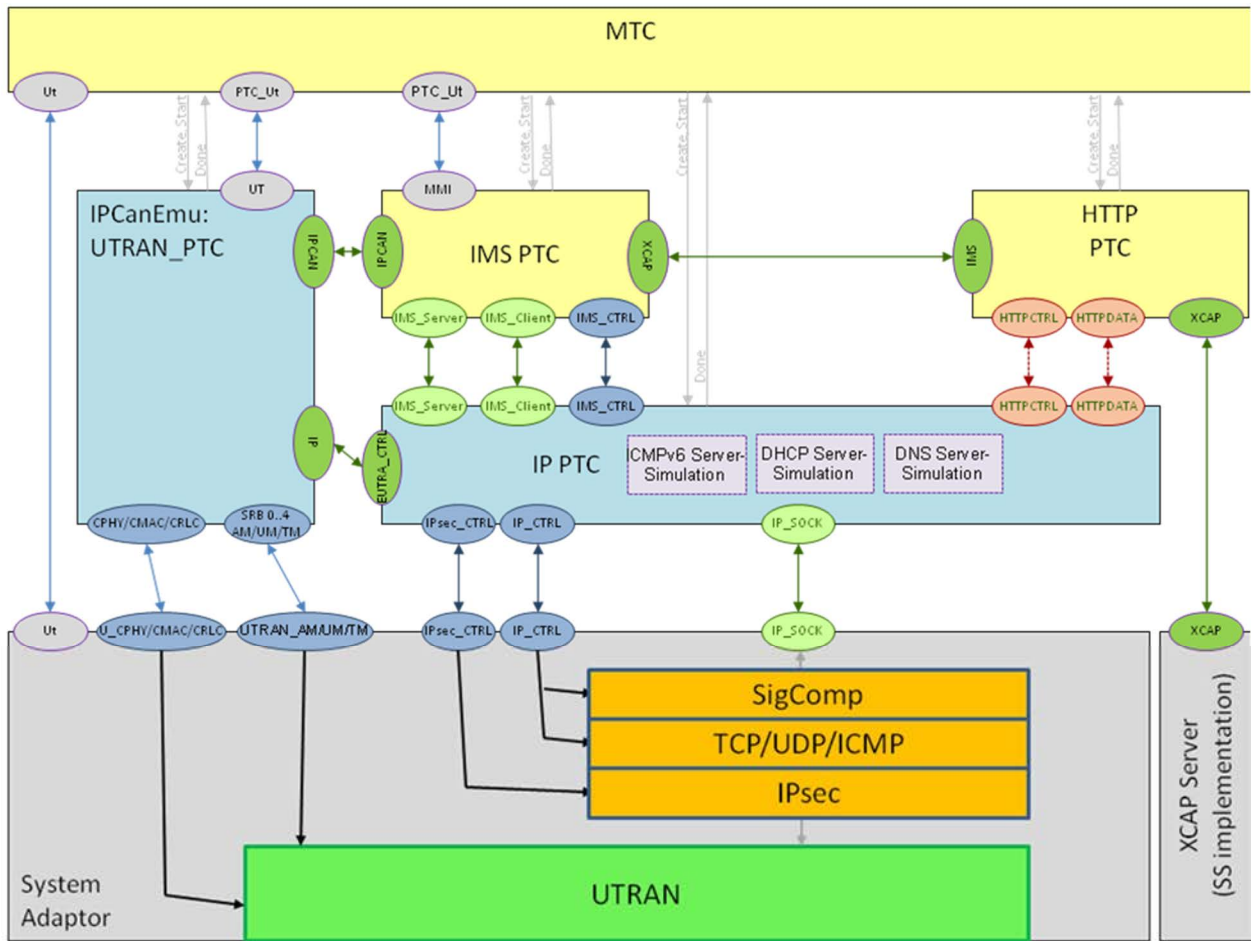 MTC
Ut
PTC_Ut
PTC_Ut
Create_Start
Done
Create_Start
Done
Create_Start
Done
Create_Start
Done
UT
MMI
IPCanEmu:
UTRAN_PTC
IPCAN
IPCAN
IMS PTC
XCAP
SMI
HTTP
PTC
IMS_Server
IMS_Client
IMS_CTRL
HTTPCTRL
HTTPDATA
XCAP
IMS_Server
IMS_Client
IMS_CTRL
HTTPCTRL
HTTPDATA
IP
EUTRA_CTRL
IP PTC
ICMPv6 Server-
Simulation
DHCP Server-
Simulation
DNS Server-
Simulation
CPHY/CMAC/CRLC
SRB 0..4
AM/UM/TM
IPsec_CTRL
IP_CTRL
IP_SOCK
Ut
U_CPHY/CMAC/CRLC
UTRAN_AM/UM/TM
IPsec_CTRL
IP_CTRL
IP_SOCK
XCAP
SigComp
TCP/UDP/ICMP
IPsec
UTRAN
System
Adaptor
XCAP Server
(SS implementation)